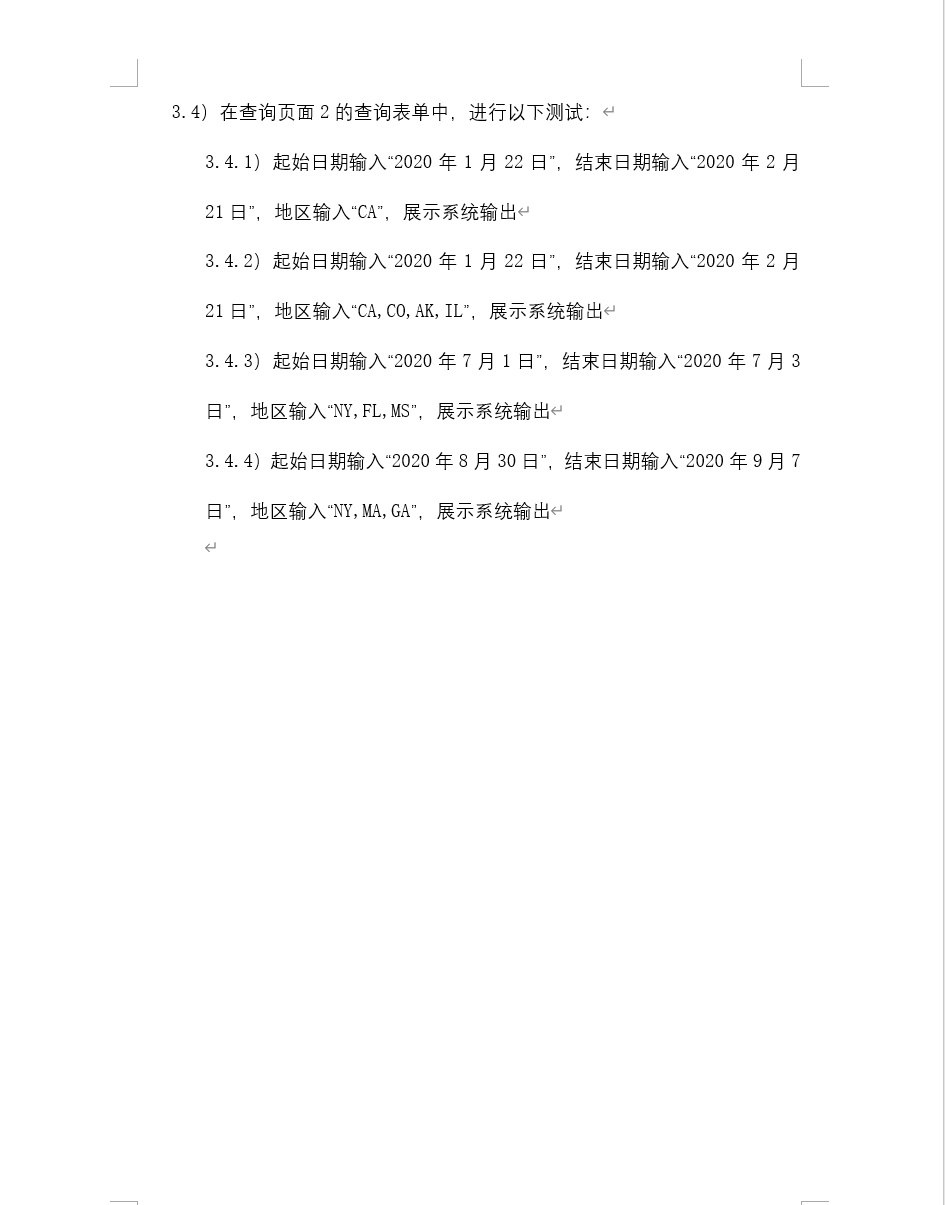 3.4）在查询页面 2 的查询表单中，进行以下测试：
3.4.1）起始日期输入“2020 年 1 月 22 日”，结束日期输入“2020 年 2 月
21 日”，地区输入“CA”，展示系统输出
3.4.2）起始日期输入“2020 年 1 月 22 日”，结束日期输入“2020 年 2 月
21 日”，地区输入“CA,CO,AK,IL”，展示系统输出
3.4.3）起始日期输入“2020 年 7 月 1 日”，结束日期输入“2020 年 7 月 3
日”，地区输入“NY,FL,MS”，展示系统输出
3.4.4）起始日期输入“2020 年 8 月 30 日”，结束日期输入“2020 年 9 月 7
日”，地区输入“NY,MA,GA”，展示系统输出